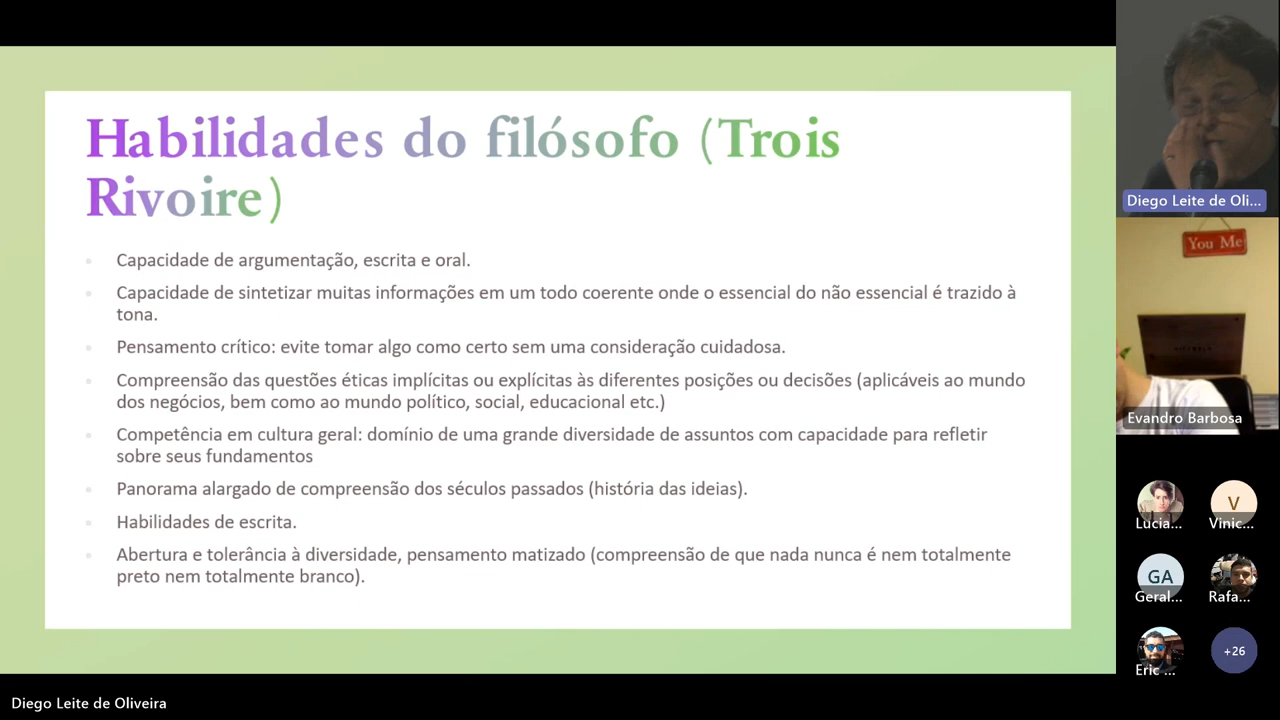 Habilidades do filósofo (Trois
Rivoire)
Capacidade de argumentação, escrita e oral.
Capacidade de sintetizar muitas informações em um todo coerente onde o essencial do não essencial é trazido à
tona.
Pensamento crítico: evite tomar algo como certo sem uma consideração cuidadosa.
Compreensão das questões éticas implícitas ou explícitas às diferentes posições ou decisões (aplicáveis ao mundo
dos negócios, bem como ao mundo político, social, educacional etc.)
Competência em cultura geral: domínio de uma grande diversidade de assuntos com capacidade para refletir
sobre seus fundamentos
Panorama alargado de compreensão dos séculos passados (história das ideias).
Habilidades de escrita.
Abertura e tolerância à diversidade, pensamento matizado (compreensão de que nada nunca é nem totalmente
preto nem totalmente branco).
Diego Leite de Oli...
You Me
Evandro Barbosa
V
Lucia...
Vinic...
GA
Geral...
Rafa...
Eric ...
+26
Diego Leite de Oliveira